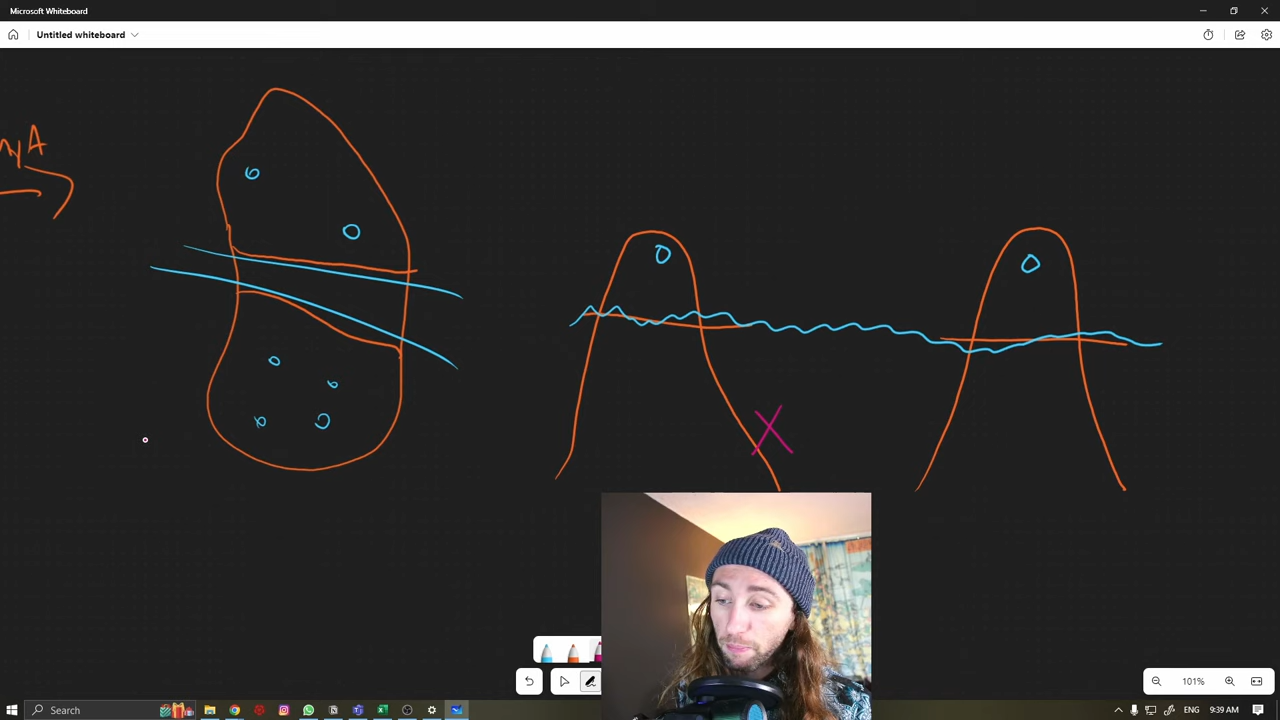 Microsoft Whiteboard
Untitled whiteboard
101%
Search
ENG
9:39 AM